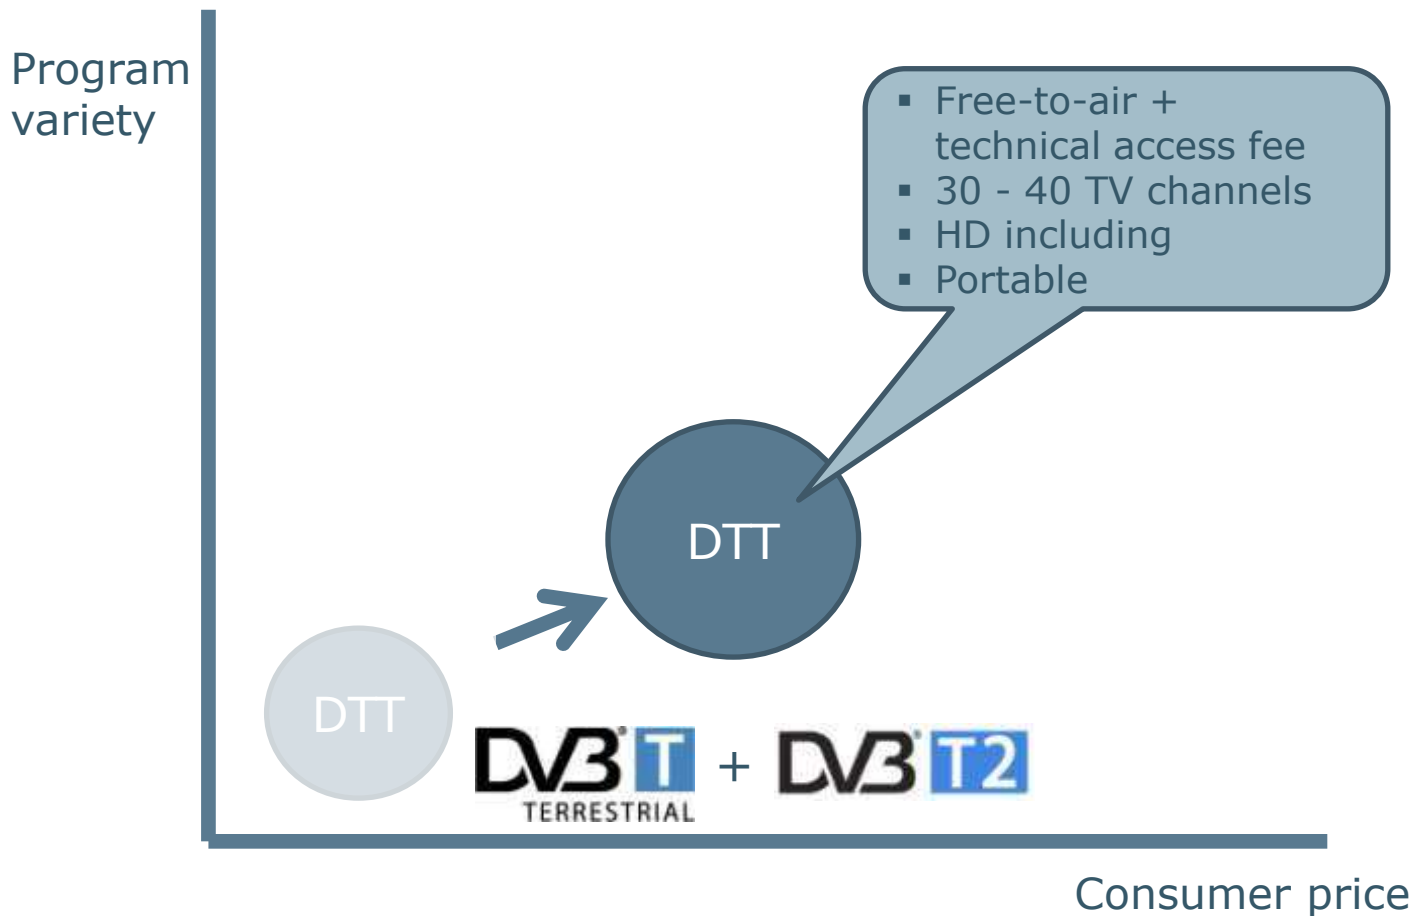 Program
variety
▪ Free-to-air +
technical access fee
▪ 30 - 40 TV channels
▪ HD including
▪ Portable
DTT
DTT
DVB® T + DVB® T2
TERRESTRIAL
Consumer price